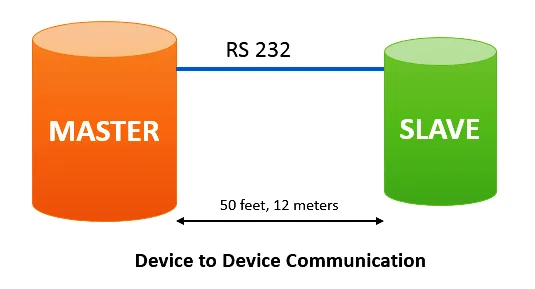 RS 232
MASTER
SLAVE
50 feet, 12 meters
Device to Device Communication